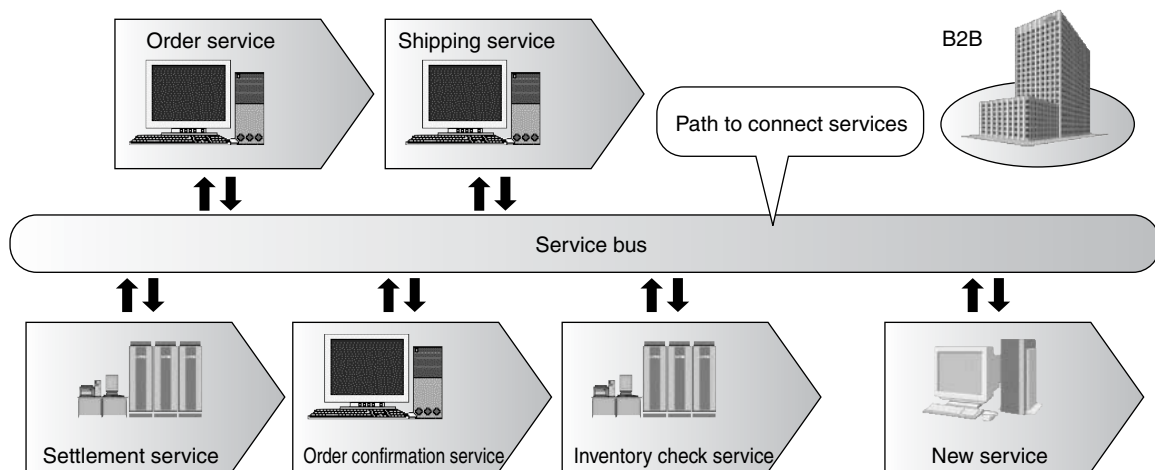 Order service
Shipping service
B2B
Path to connect services
Service bus
Settlement service
Order confirmation service
Inventory check service
New service